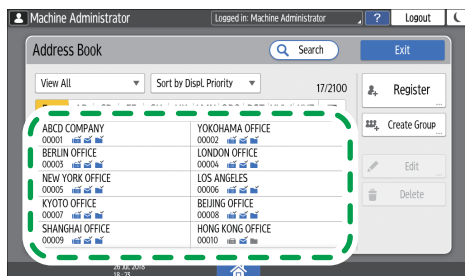 Machine Administrator Logged in: Machine Administrator ? Logout
Address Book Search Exit
View All Sort by Displ. Priority 17/2100 Register
ABCD COMPANY YOKOHAMA OFFICE Create Group
00001 00002
BERLIN OFFICE LONDON OFFICE
00003 00004
NEW YORK OFFICE LOS ANGELES Edit
00005 00006
KYOTO OFFICE BEIJING OFFICE Delete
00007 00008
SHANGHAI OFFICE HONG KONG OFFICE
00009 00010